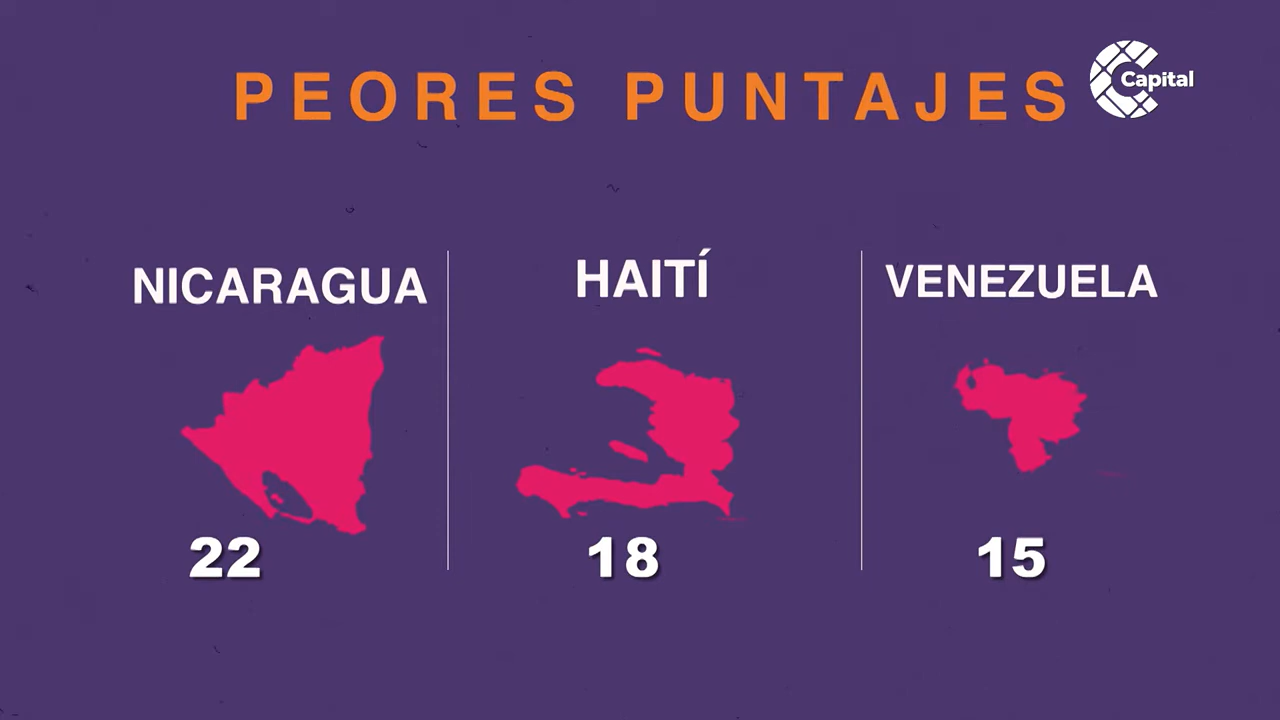 PEORES PUNTAJES
Capital
NICARAGUA
HAITÍ
VENEZUELA
22
18
15